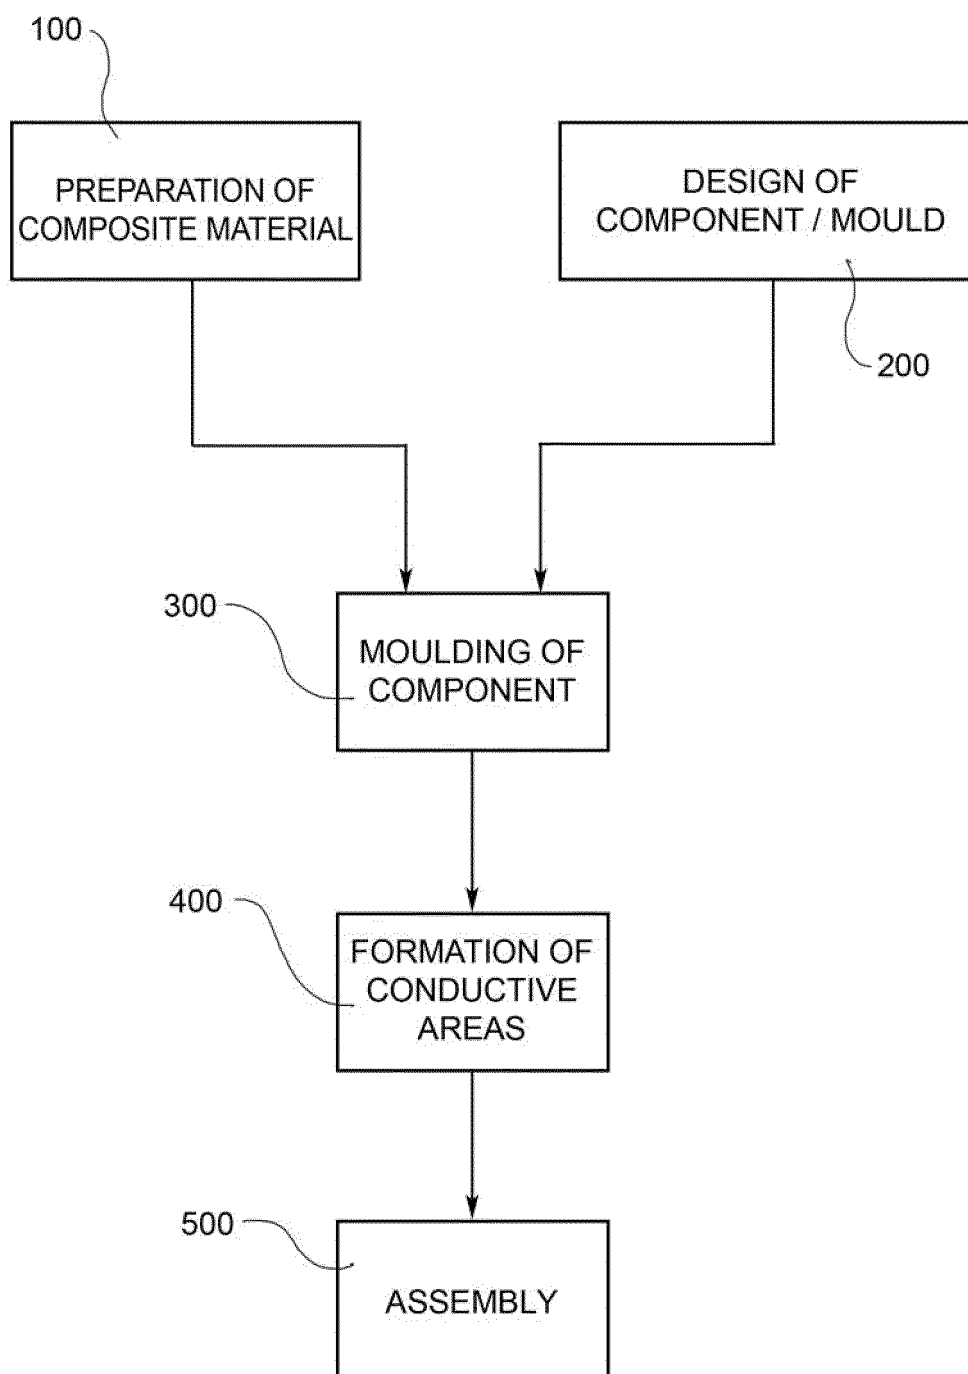 100
PREPARATION OF
COMPOSITE MATERIAL
DESIGN OF
COMPONENT / MOULD
200
300
MOULDING OF
COMPONENT
400
FORMATION OF
CONDUCTIVE
AREAS
500
ASSEMBLY